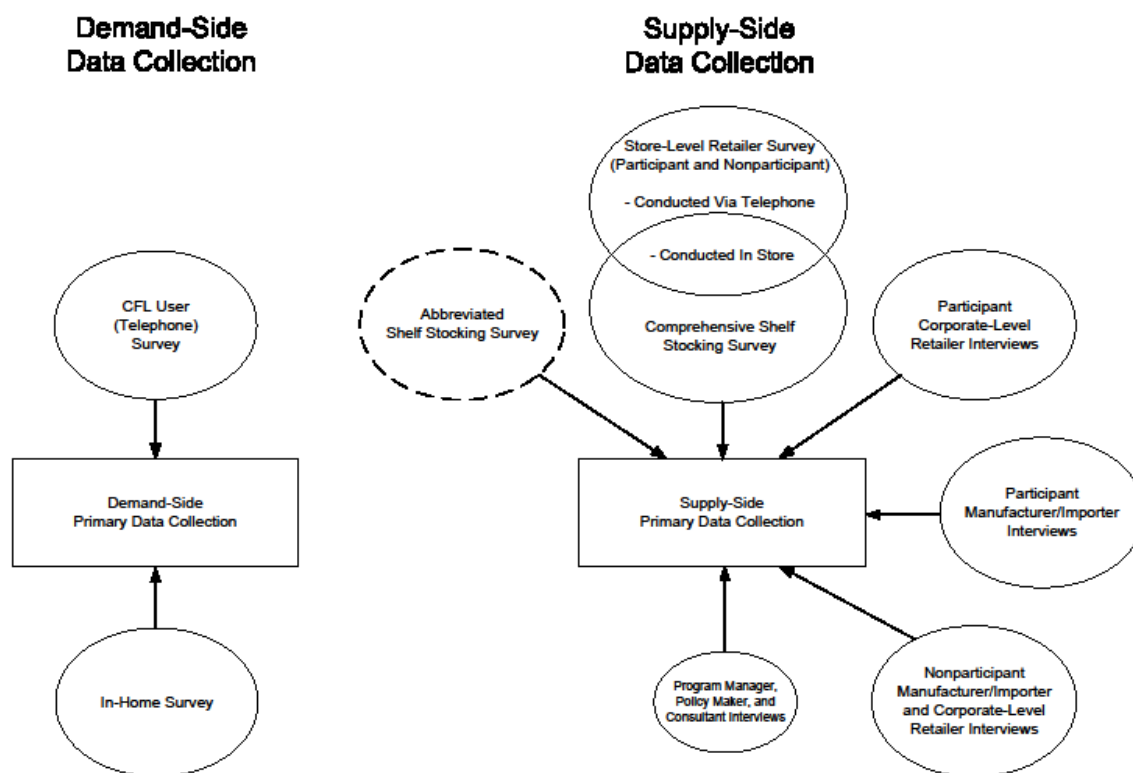 Demand-Side
Data Collection
Supply-Side
Data Collection
Store-Level Retailer Survey
(Participant and Nonparticipant)
- Conducted Via Telephone
- Conducted In Store
CFL User
(Telephone)
Survey
Abbreviated
Shelf Stocking Survey
Comprehensive Shelf
Stocking Survey
Participant
Corporate-Level
Retailer Interviews
Demand-Side
Primary Data Collection
Supply-Side
Primary Data Collection
Participant
Manufacturer/Importer
Interviews
In-Home Survey
Program Manager,
Policy Maker, and
Consultant Interviews
Nonparticipant
Manufacturer/Importer
and Corporate-Level
Retailer Interviews